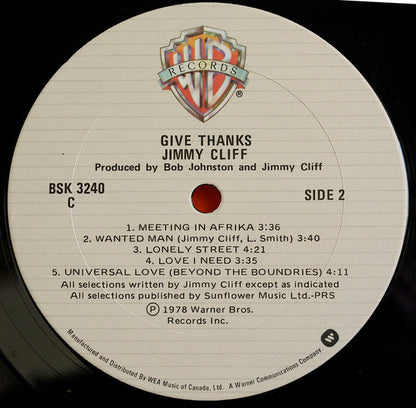 WB
RECORDS
®
GIVE THANKS
JIMMY CLIFF
Produced by Bob Johnston and Jimmy Cliff
BSK 3240
C
SIDE 2
1. MEETING IN AFRIKA 3:36
2. WANTED MAN (Jimmy Cliff, L. Smith) 3:40
3. LONELY STREET 4:21
4. LOVE I NEED 3:35
5. UNIVERSAL LOVE (BEYOND THE BOUNDRIES) 4:11
All selections written by Jimmy Cliff except as indicated
All selections published by Sunflower Music Ltd.-PRS
℗ 1978 Warner Bros.
Records Inc.
Manufactured and Distributed By WEA Music of Canada, Ltd. A Warner Communications Company